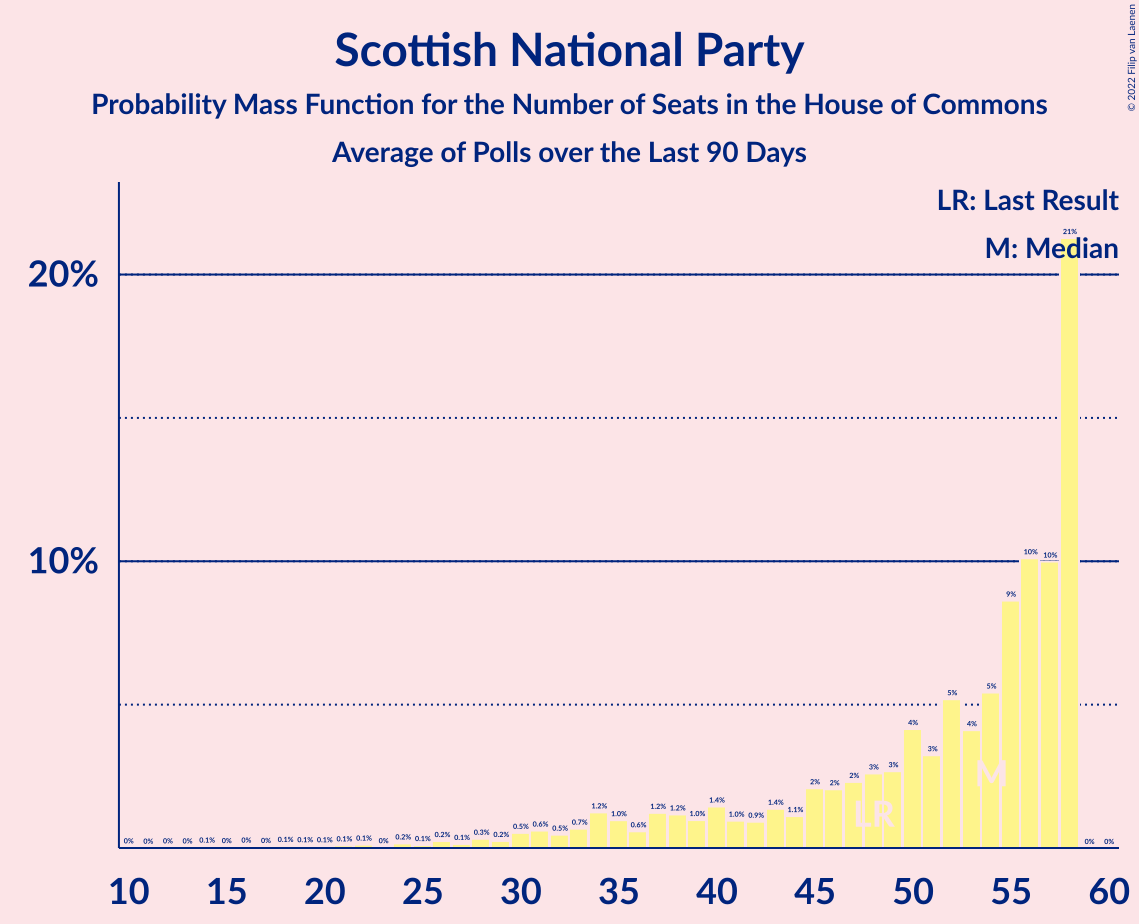 Scottish National Party
Probability Mass Function for the Number of Seats in the House of Commons
Average of Polls over the Last 90 Days
© 2022 Filip van Laenen
LR: Last Result
M: Median
20%
10%
0% 0% 0% 0% 0.1% 0% 0% 0% 0.1% 0.1% 0.1% 0.1% 0.1% 0% 0.2% 0.1% 0.2% 0.1% 0.3% 0.2% 0.5% 0.6% 0.5% 0.7% 1.2% 1.0% 0.6% 1.2% 1.2% 1.0% 1.4% 1.0% 0.9% 1.4% 1.1% 2% 2% 2% 3% 3% 4% 3% 5% 4% 5% 9% 10% 10% 21% 0% 0%
M
LR
10 15 20 25 30 35 40 45 50 55 60